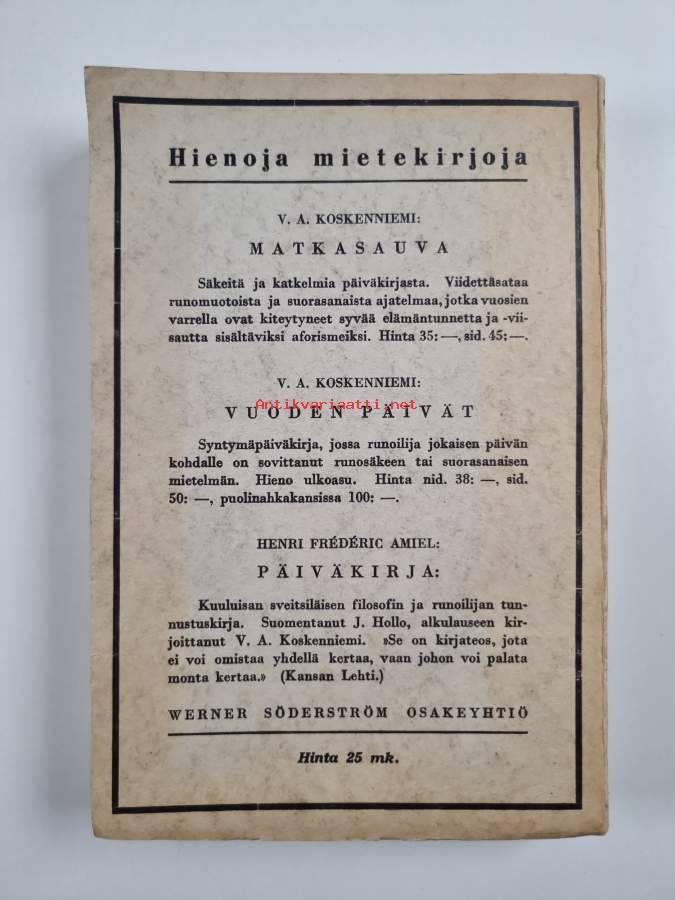 Hienoja mietekirjoja
V. A. KOSKENNIEMI:
MATKASAUVA
Säkeitä ja katkelmia päiväkirjasta. Viidettäsataa
runomuotoista ja suorasanaista ajatelmaa, jotka vuosien
varrella ovat kiteytyneet syvää elämäntunnetta ja -vii-
sautta sisältäviksi aforismeiksi. Hinta 35: —, sid. 45: —.
V. A. KOSKENNIEMI:
Antikvariaatti.net
VUODEN PÄIVÄT
Syntymäpäiväkirja, jossa runoilija jokaisen päivän
kohdalle on sovittanut runosäkeen tai suorasanaisen
mietelmän. Hieno ulkoasu. Hinta nid. 38: —, sid.
50: —, puolinahkakansissa 100: —.
HENRI FRÉDÉRIC AMIEL:
PÄIVÄKIRJA:
Kuuluisan sveitsiläisen filosofin ja runoilijan tun-
nustuskirja. Suomentanut J. Hollo, alkulauseen kir-
joittanut V. A. Koskenniemi. »Se on kirjateos, jota
ei voi omistaa yhdellä kertaa, vaan johon voi palata
monta kertaa.» (Kansan Lehti.)
WERNER SÖDERSTRÖM OSAKEYHTIÖ
Hinta 25 mk.